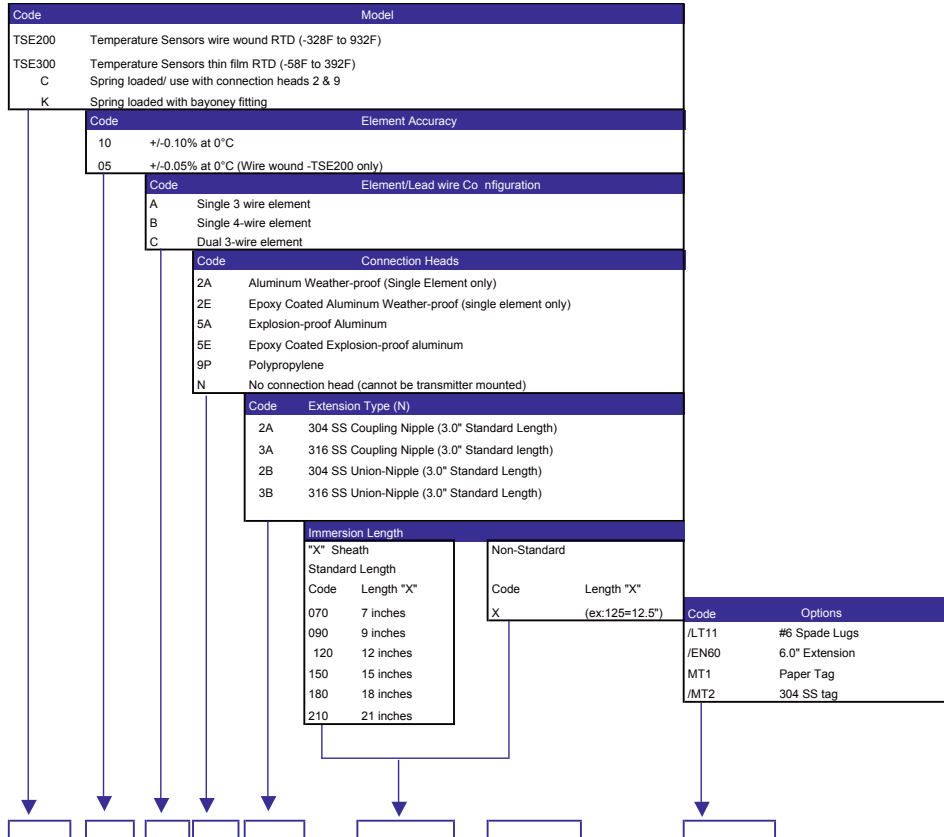 Code Model
TSE200 Temperature Sensors wire wound RTD (-328F to 932F)
TSE300 Temperature Sensors thin film RTD (-58F to 392F)
C Spring loaded/ use with connection heads 2 & 9
K Spring loaded with bayoney fitting
Code Element Accuracy
10 +/-0.10% at 0°C
05 +/-0.05% at 0°C (Wire wound -TSE200 only)
Code Element/Lead wire Co nfiguration
A Single 3 wire element
B Single 4-wire element
C Dual 3-wire element
Code Connection Heads
2A Aluminum Weather-proof (Single Element only)
2E Epoxy Coated Aluminum Weather-proof (single element only)
5A Explosion-proof Aluminum
5E Epoxy Coated Explosion-proof aluminum
9P Polypropylene
N No connection head (cannot be transmitter mounted)
Code Extension Type (N)
2A 304 SS Coupling Nipple (3.0" Standard Length)
3A 316 SS Coupling Nipple (3.0" Standard length)
2B 304 SS Union-Nipple (3.0" Standard Length)
3B 316 SS Union-Nipple (3.0" Standard Length)
Immersion Length
"X" Sheath
Standard Length
Code Length "X"
070 7 inches
090 9 inches
120 12 inches
150 15 inches
180 18 inches
210 21 inches
Non-Standard
Code Length "X"
X (ex:125=12.5")
Code Options
/LT11 #6 Spade Lugs
/EN60 6.0" Extension
MT1 Paper Tag
/MT2 304 SS tag